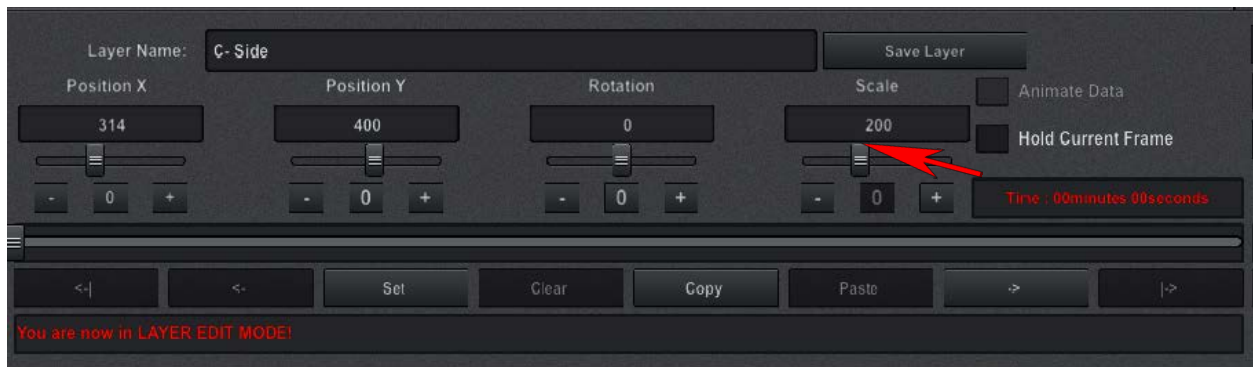 Layer Name: C- Side Save Layer
Position X Position Y Rotation Scale Animate Data
314 400 0 200 Hold Current Frame
- 0 + - 0 + - 0 + - 0 + Time : 00minutes 00seconds
<-| <- Set Clear Copy Paste -> |->
You are now in LAYER EDIT MODE!